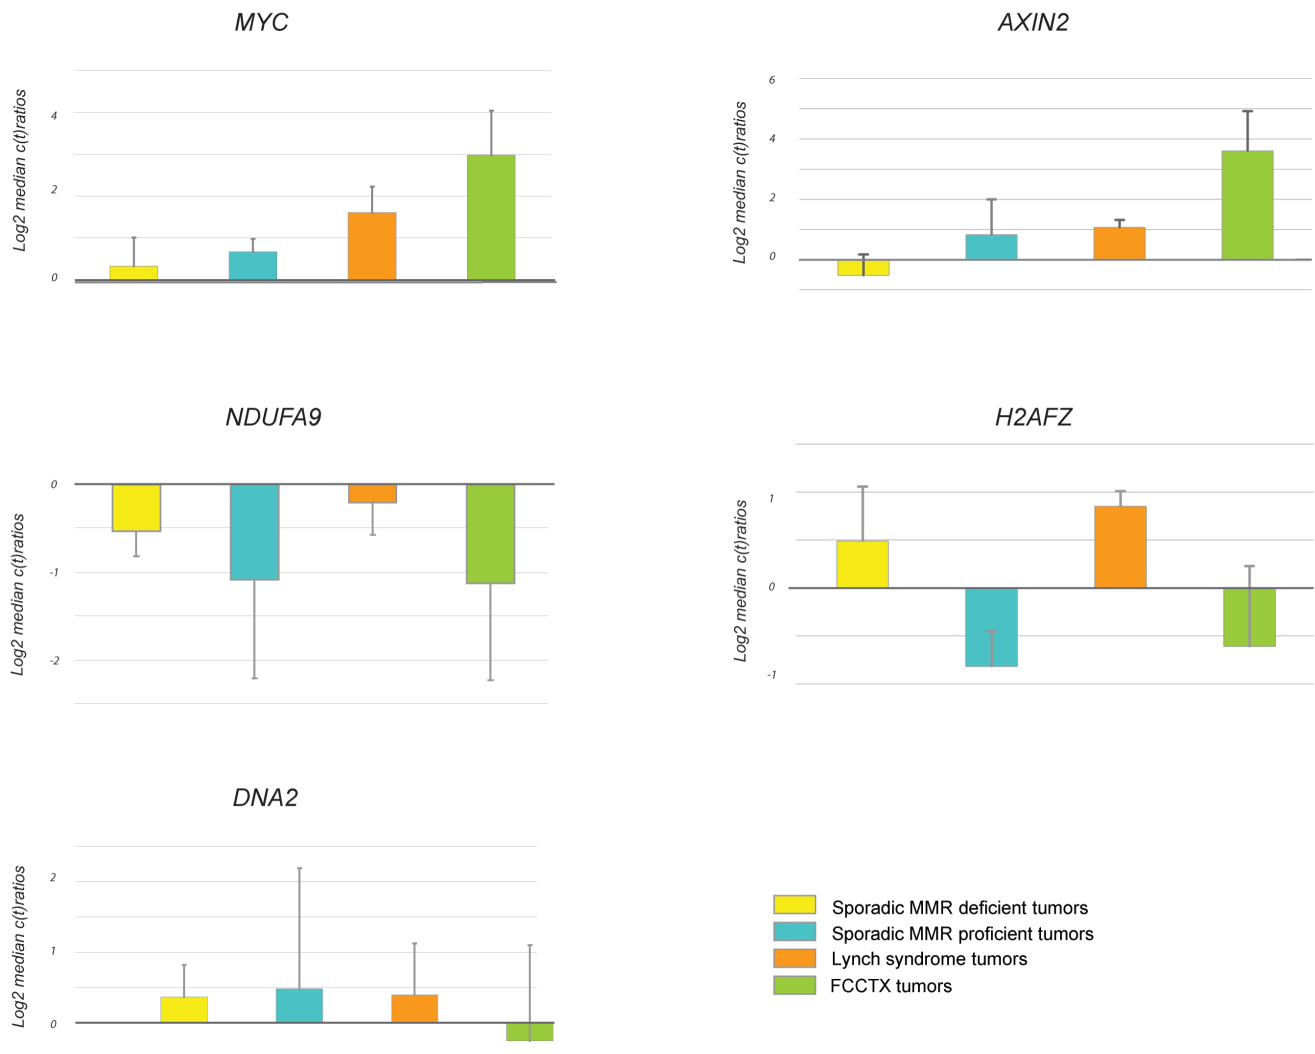 MYC
Log2 median c(t)ratios
4
2
0
AXIN2
Log2 median c(t)ratios
6
4
2
0
NDUFA9
Log2 median c(t)ratios
0
-1
-2
H2AFZ
Log2 median c(t)ratios
1
0
-1
DNA2
Log2 median c(t)ratios
2
1
0
Sporadic MMR deficient tumors
Sporadic MMR proficient tumors
Lynch syndrome tumors
FCCTX tumors